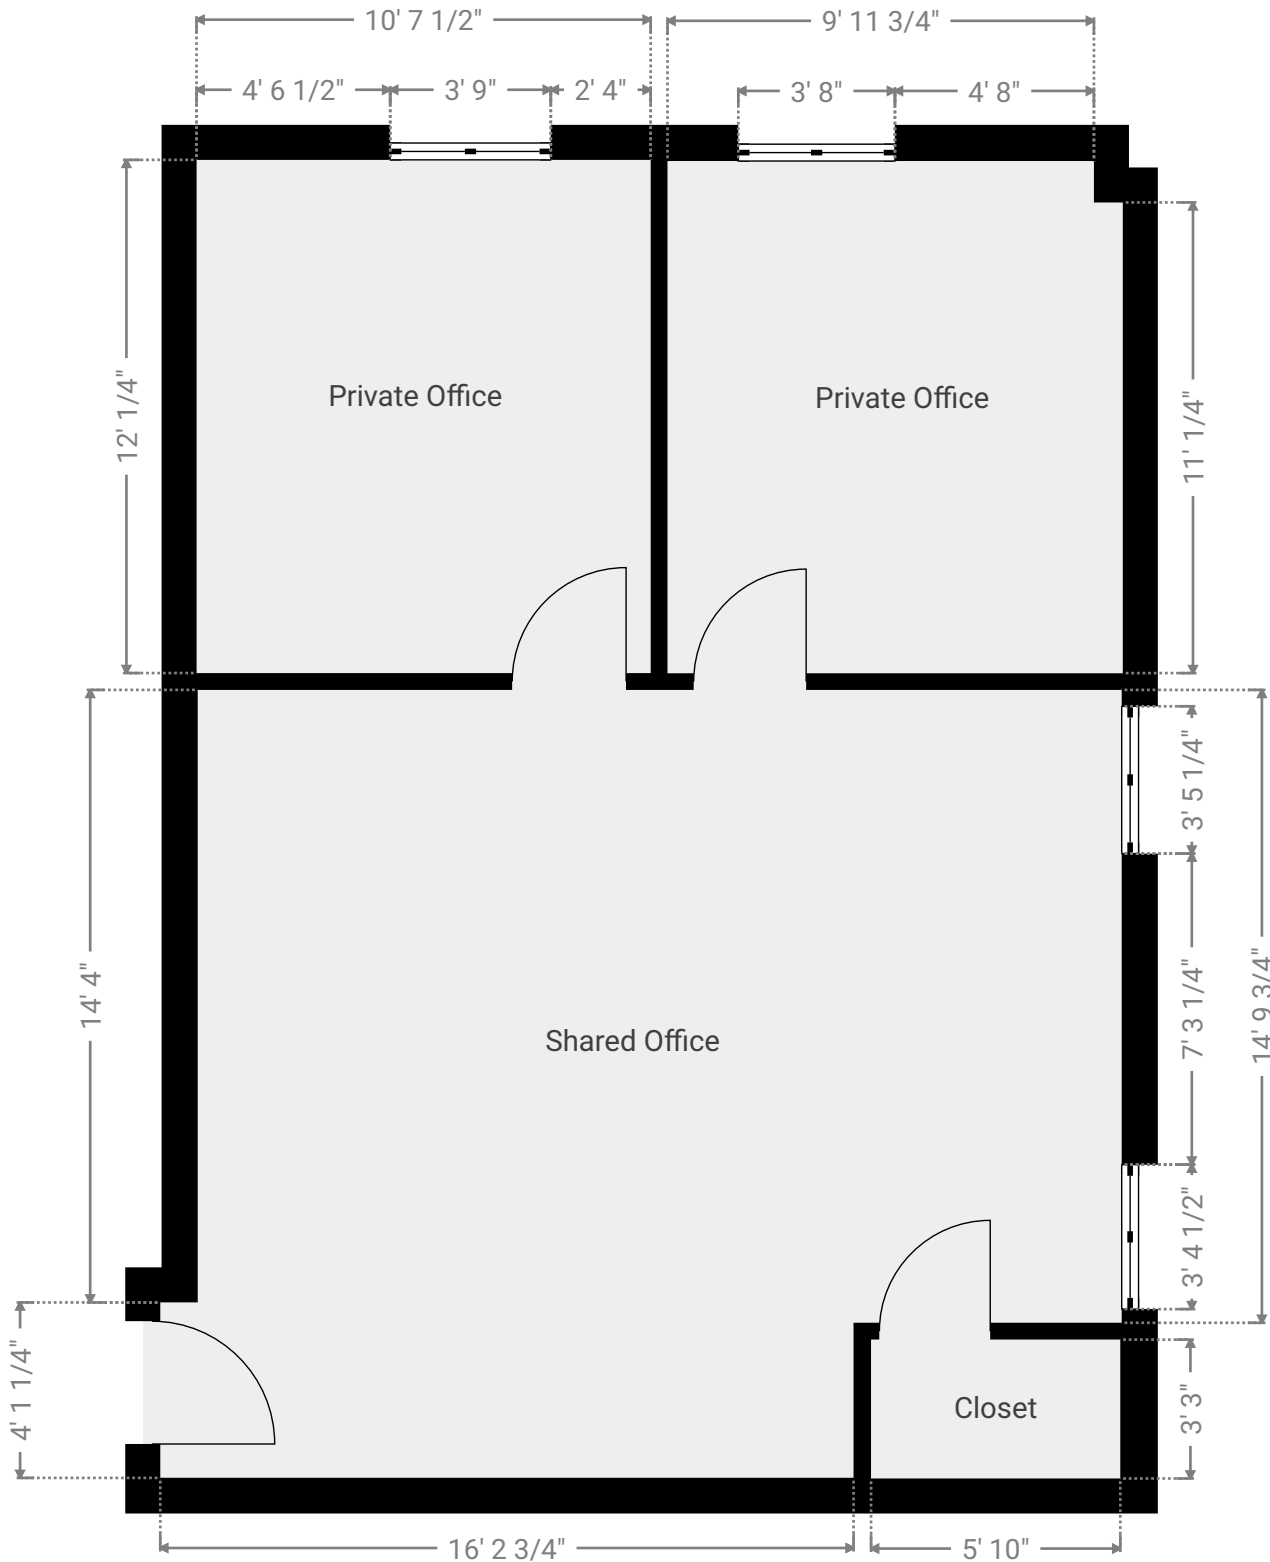 10' 7 1/2"
9' 11 3/4"
4' 6 1/2"
3' 9"
2' 4"
3' 8"
4' 8"
12' 1/4"
Private Office
Private Office
11' 1/4"
3' 5 1/4"
14' 4"
Shared Office
7' 3 1/4"
14' 9 3/4"
3' 4 1/2"
4' 1 1/4"
Closet
3' 3"
16' 2 3/4"
5' 10"